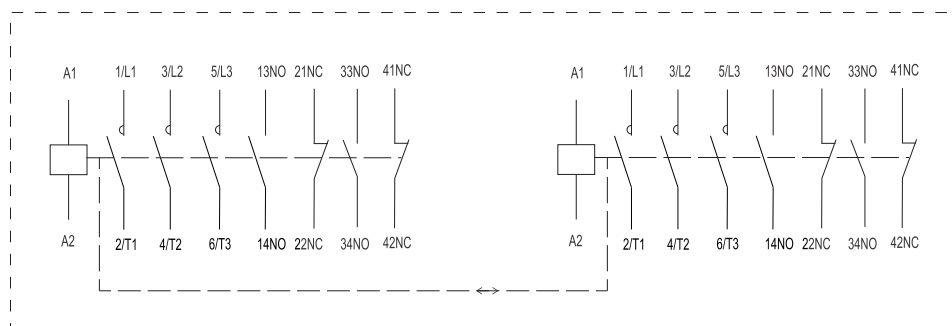 A1 1/L1 3/L2 5/L3 13NO 21NC 33NO 41NC
A2 2/T1 4/T2 6/T3 14NO 22NC 34NO 42NC
A1 1/L1 3/L2 5/L3 13NO 21NC 33NO 41NC
A2 2/T1 4/T2 6/T3 14NO 22NC 34NO 42NC